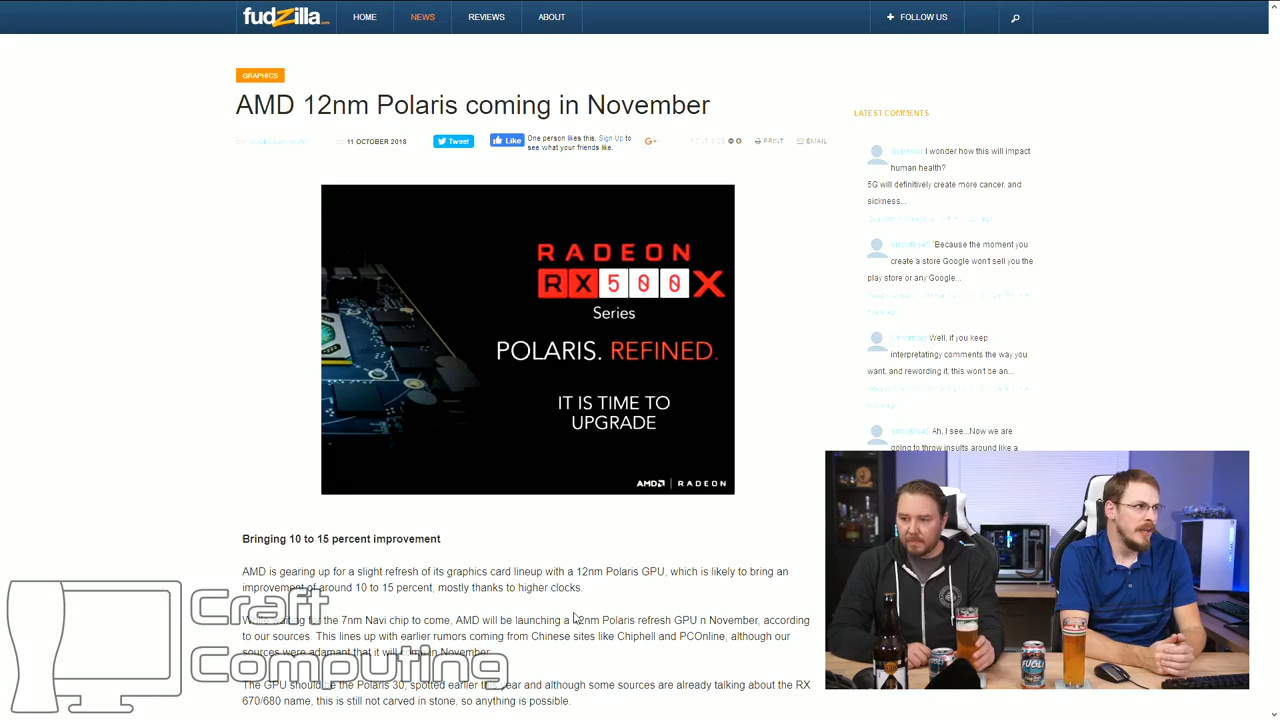 fudzilla.com
HOME
NEWS
REVIEWS
ABOUT
+ FOLLOW US
GRAPHICS
AMD 12nm Polaris coming in November
11 OCTOBER 2018
Tweet
Like
One person likes this. Sign Up to
see what your friends like.
G+
FONT SIZE
PRINT
EMAIL
RADEON
RX 500 X
Series
POLARIS. REFINED.
IT IS TIME TO
UPGRADE
AMD RADEON
Bringing 10 to 15 percent improvement
AMD is gearing up for a slight refresh of its graphics card lineup with a 12nm Polaris GPU, which is likely to bring an
improvement of around 10 to 15 percent, mostly thanks to higher clocks.
for the 7nm Navi chip to come, AMD will be launching a 12nm Polaris refresh GPU n November, according
to our sources. This lines up with earlier rumors coming from Chinese sites like Chiphell and PCOnline, although our
sources were adamant that it will come in November.
The GPU should be the Polaris 30, spotted earlier this year and although some sources are already talking about the RX
670/680 name, this is still not carved in stone, so anything is possible.
LATEST COMMENTS
I wonder how this will impact
human health?
5G will definitively create more cancer, and
sickness...
"Because the moment you
create a store Google won't sell you the
play store or any Google...
Well, if you keep
interpretatingy comments the way you
want, and rewording it, this won't be an...
Ah, I see...Now we are
going to throw insults around like a
Craft
Computing
FUGLI